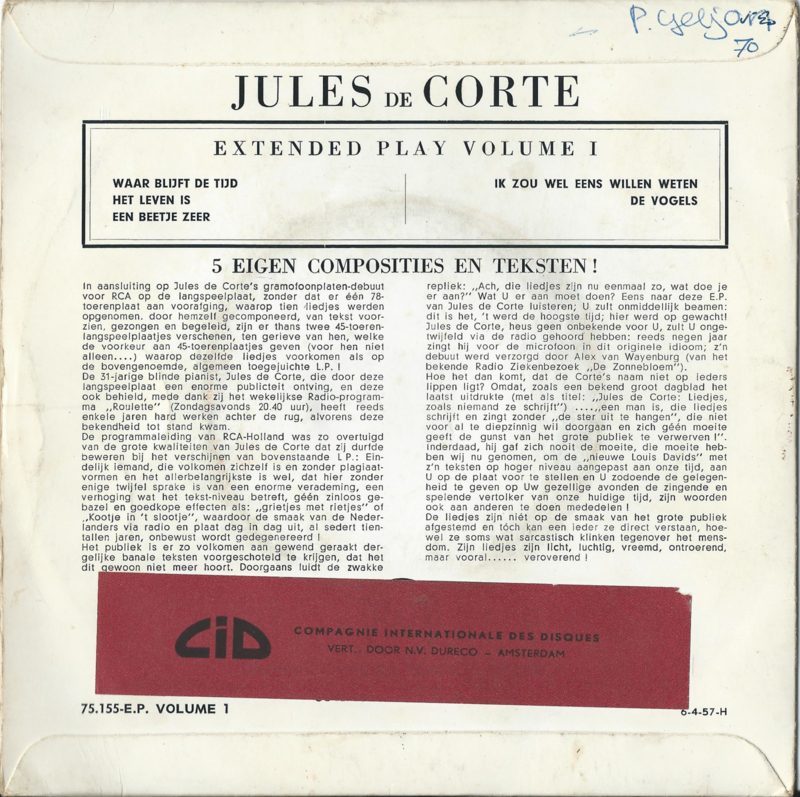 P. Geljon
70
JULES DE CORTE
EXTENDED PLAY VOLUME I
WAAR BLIJFT DE TIJD
HET LEVEN IS
EEN BEETJE ZEER
IK ZOU WEL EENS WILLEN WETEN
DE VOGELS
5 EIGEN COMPOSITIES EN TEKSTEN !
In aansluiting op Jules de Corte's gramofoonplaten-debuut
voor RCA op de langspeelplaat, zonder dat er één 78-
toerenplaat aan voorafging, waarop tien liedjes werden
opgenomen, door hemzelf gecomponeerd, van tekst voor-
zien, gezongen en begeleid, zijn er thans twee 45-toeren-
langspeelplaatjes verschenen, ten gerieve van hen, welke
de voorkeur aan 45-toerenplaatjes geven (voor hen niet
alleen....) waarop dezelfde liedjes voorkomen als op
de bovengenoemde, algemeen toegejuichte L.P. !
De 31-jarige blinde pianist, Jules de Corte, die door deze
langspeelplaat een enorme publiciteit ontving, en deze
ook behield, mede dank zij het wekelijkse Radio-program-
ma „Roulette” (Zondagsavonds 20.40 uur), heeft reeds
enkele jaren hard werken achter de rug, alvorens deze
bekendheid tot stand kwam.
De programmaleiding van RCA-Holland was zo overtuigd
van de grote kwaliteiten van Jules de Corte dat zij durfde
beweren bij het verschijnen van bovenstaande L.P.: Ein-
delijk iemand, die volkomen zichzelf is en zonder plagiaat-
vormen en het allerbelangrijkste is wel, dat hier zonder
enige twijfel sprake is van een enorme verademing, een
verhoging wat het tekst-niveau betreft, géén zinloos ge-
bazel en goedkope effecten als: „grietjes met rietjes” of
„Kootje in 't slootje”, waardoor de smaak van de Neder-
landers via radio en plaat dag in dag uit, al sedert tien-
tallen jaren, onbewust wordt gedegenereerd !
Het publiek is er zo volkomen aan gewend geraakt der-
gelijke banale teksten voorgeschoteld te krijgen, dat het
dit gewoon niet meer hoort. Doorgaans luidt de zwakke
repliek: „Ach, die liedjes zijn nu eenmaal zo, wat doe je
er aan?” Wat U er aan moet doen? Eens naar deze E.P.
van Jules de Corte luisteren; U zult onmiddellijk beamen:
dit is het, 't werd de hoogste tijd; hier werd op gewacht!
Jules de Corte, heus geen onbekende voor U, zult U onge-
twijfeld via de radio gehoord hebben: reeds negen jaar
zingt hij voor de microfoon in dit originele idioom; z'n
debuut werd verzorgd door Alex van Wayenburg (van het
bekende Radio Ziekenbezoek „De Zonnebloem”).
Hoe het dan komt, dat De Corte's naam niet op ieders
lippen ligt? Omdat, zoals een bekend groot dagblad het
laatst uitdrukte (met als titel: „Jules de Corte: Liedjes,
zoals niemand ze schrijft”) ....„een man is, die liedjes
schrijft en zingt zonder „de ster uit te hangen”, die niet
voor al te diepzinnig wil doorgaan en zich géén moeite
geeft de gunst van het grote publiek te verwerven!”.
Inderdaad, hij gaf zich nooit de moeite, die moeite heb-
ben wij nu genomen, om de „nieuwe Louis Davids” met
z'n teksten op hoger niveau aangepast aan onze tijd, aan
U op de plaat voor te stellen en U zodoende de gelegen-
heid te geven op Uw gezellige avonden de zingende en
spelende vertolker van onze huidige tijd, zijn woorden
ook aan anderen te doen mededelen !
De liedjes zijn niét op de smaak van het grote publiek
afgestemd en tóch kan een ieder ze direct verstaan, hoe-
wel ze soms wat sarcastisch klinken tegenover het mens-
dom. Zijn liedjes zijn licht, luchtig, vreemd, ontroerend,
maar vooral...... veroverend !
CID
COMPAGNIE INTERNATIONALE DES DISQUES
VERT. DOOR N.V. DURECO – AMSTERDAM
75.155-E.P. VOLUME 1
6-4-57-H